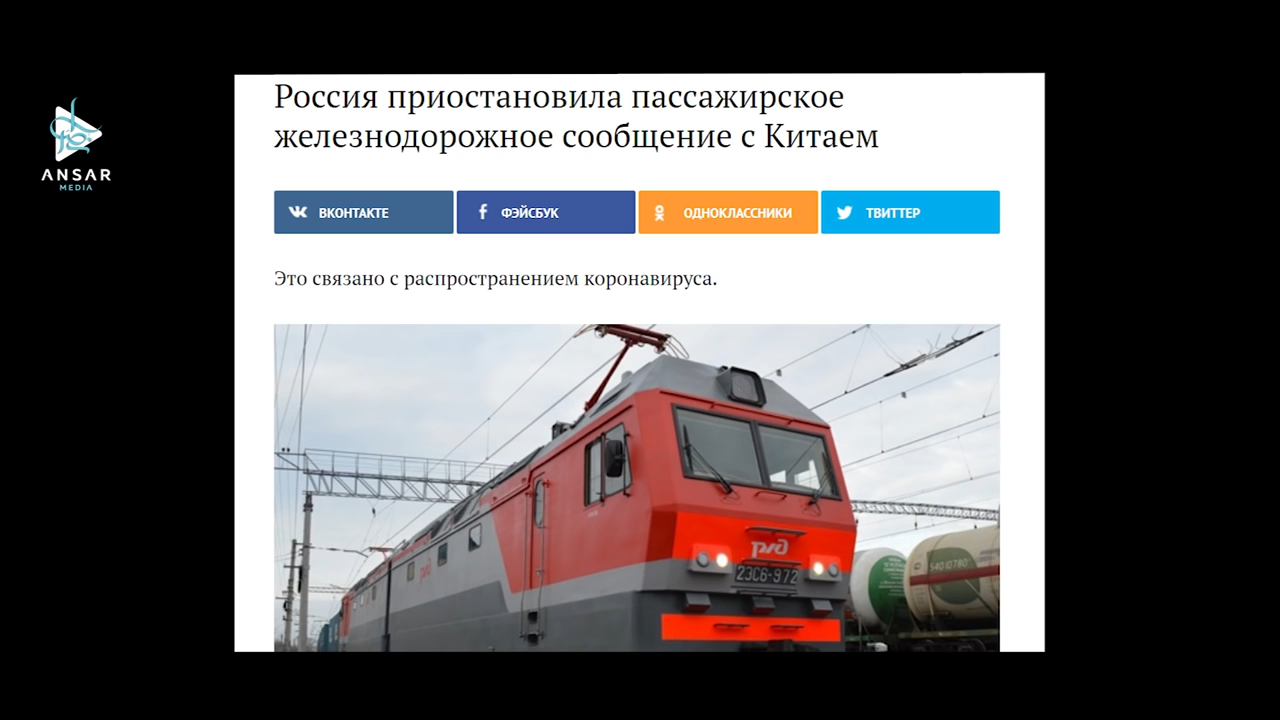 Россия приостановила пассажирское
железнодорожное сообщение с Китаем
ANSAR
MEDIA
ВКОНТАКТЕ
ФЭЙСБУК
ОДНОКЛАССНИКИ
ТВИТТЕР
Это связано с распространением коронавируса.
ржд
2ЭС6-972
ржд